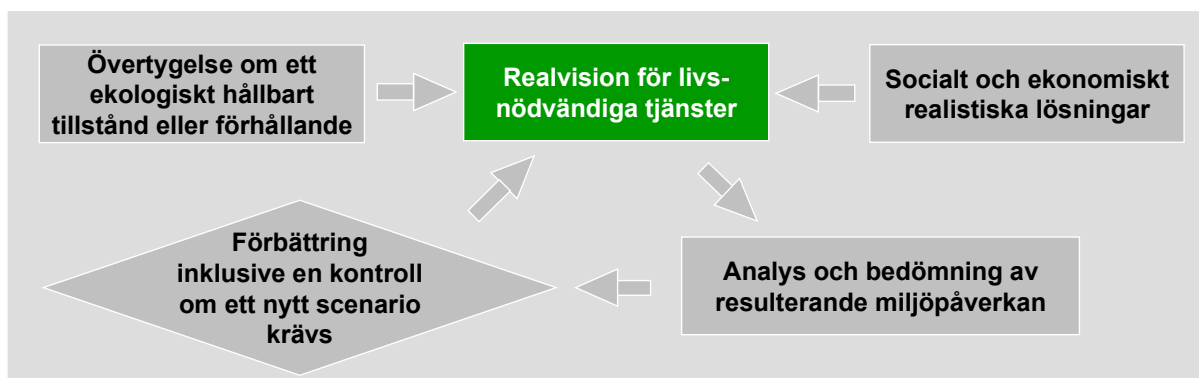 Övertygelse om ett
ekologiskt hållbart
tillstånd eller förhållande
Realvision för livs-
nödvändiga tjänster
Socialt och ekonomiskt
realistiska lösningar
Förbättring
inklusive en kontroll
om ett nytt scenario
krävs
Analys och bedömning av
resulterande miljöpåverkan